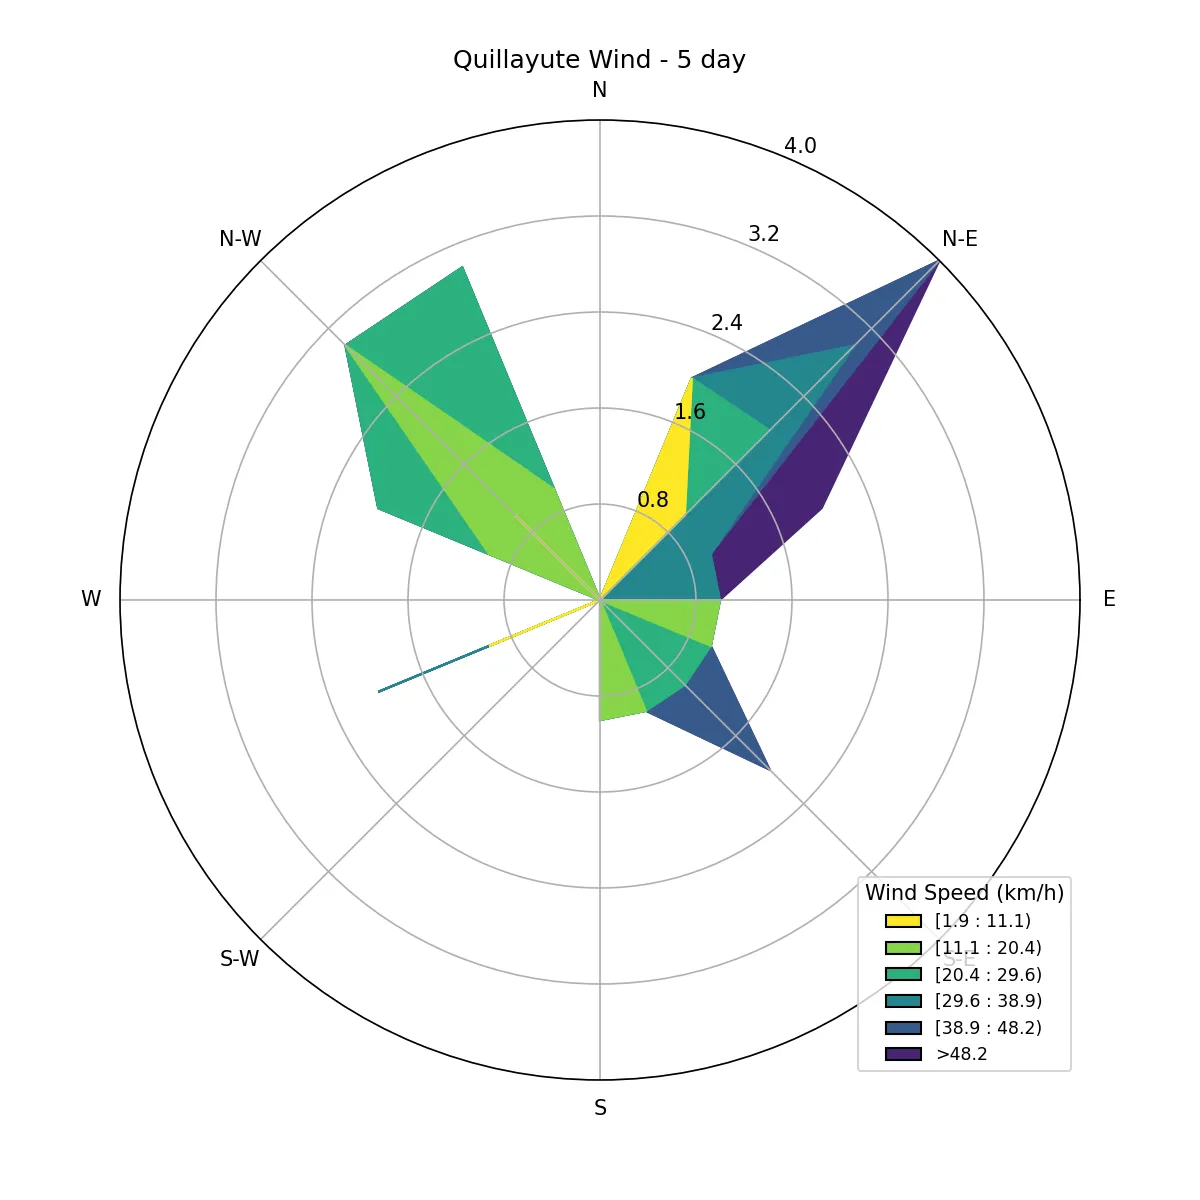 Quillayute Wind - 5 day
N
4.0
N-W
3.2
N-E
2.4
1.6
0.8
W
E
S-W
S-E
S
Wind Speed (km/h)
[1.9 : 11.1)
[11.1 : 20.4)
[20.4 : 29.6)
[29.6 : 38.9)
[38.9 : 48.2)
>48.2